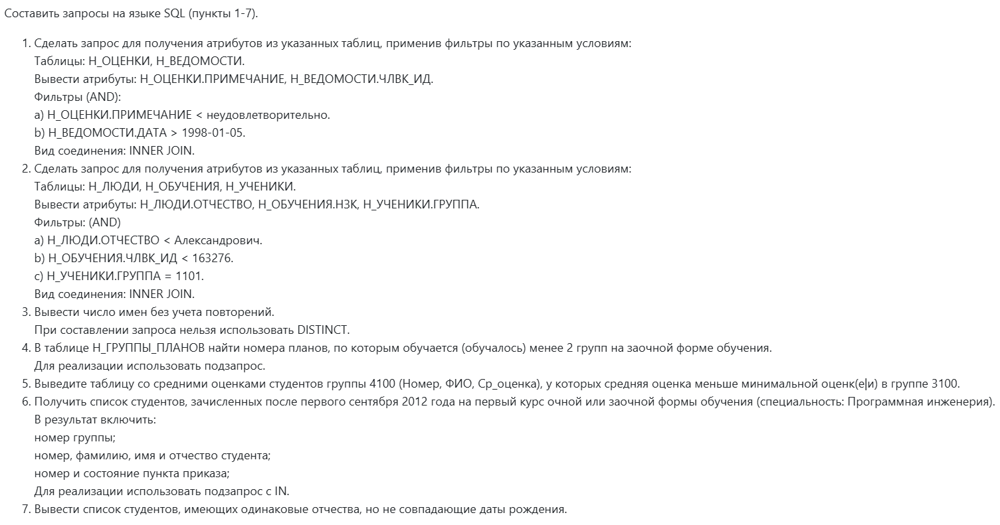 Составить запросы на языке SQL (пункты 1-7).
1. Сделать запрос для получения атрибутов из указанных таблиц, применив фильтры по указанным условиям:
Таблицы: Н_ОЦЕНКИ, Н_ВЕДОМОСТИ.
Вывести атрибуты: Н_ОЦЕНКИ.ПРИМЕЧАНИЕ, Н_ВЕДОМОСТИ.ЧЛВК_ИД.
Фильтры (AND):
a) Н_ОЦЕНКИ.ПРИМЕЧАНИЕ < неудовлетворительно.
b) Н_ВЕДОМОСТИ.ДАТА > 1998-01-05.
Вид соединения: INNER JOIN.
2. Сделать запрос для получения атрибутов из указанных таблиц, применив фильтры по указанным условиям:
Таблицы: Н_ЛЮДИ, Н_ОБУЧЕНИЯ, Н_УЧЕНИКИ.
Вывести атрибуты: Н_ЛЮДИ.ОТЧЕСТВО, Н_ОБУЧЕНИЯ.НЗК, Н_УЧЕНИКИ.ГРУППА.
Фильтры: (AND)
a) Н_ЛЮДИ.ОТЧЕСТВО < Александрович.
b) Н_ОБУЧЕНИЯ.ЧЛВК_ИД < 163276.
c) Н_УЧЕНИКИ.ГРУППА = 1101.
Вид соединения: INNER JOIN.
3. Вывести число имен без учета повторений.
При составлении запроса нельзя использовать DISTINCT.
4. В таблице Н_ГРУППЫ_ПЛАНОВ найти номера планов, по которым обучается (обучалось) менее 2 групп на заочной форме обучения.
Для реализации использовать подзапрос.
5. Выведите таблицу со средними оценками студентов группы 4100 (Номер, ФИО, Ср_оценка), у которых средняя оценка меньше минимальной оценк(е|и) в группе 3100.
6. Получить список студентов, зачисленных после первого сентября 2012 года на первый курс очной или заочной формы обучения (специальность: Программная инженерия).
В результат включить:
номер группы;
номер, фамилию, имя и отчество студента;
номер и состояние пункта приказа;
Для реализации использовать подзапрос с IN.
7. Вывести список студентов, имеющих одинаковые отчества, но не совпадающие даты рождения.